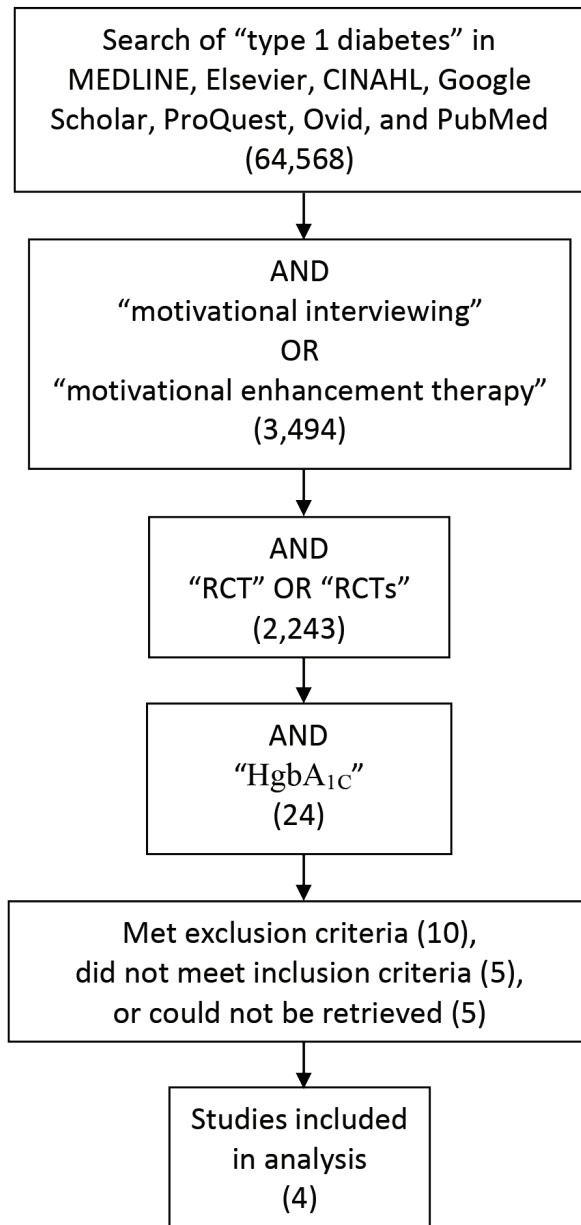 Search of “type 1 diabetes” in
MEDLINE, Elsevier, CINAHL, Google
Scholar, ProQuest, Ovid, and PubMed
(64,568)
AND
“motivational interviewing”
OR
“motivational enhancement therapy”
(3,494)
AND
“RCT” OR “RCTs”
(2,243)
AND
“HgbA1C”
(24)
Met exclusion criteria (10),
did not meet inclusion criteria (5),
or could not be retrieved (5)
Studies included
in analysis
(4)